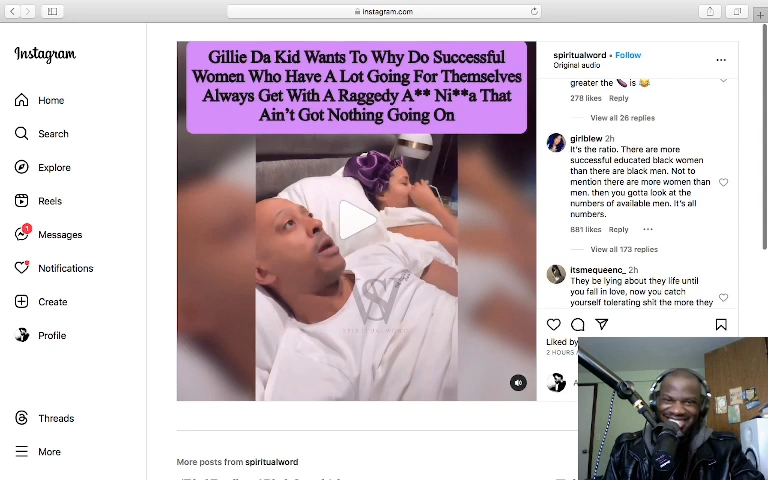 instagram.com
Instagram
Home
Search
Explore
Reels
1
Messages
Notifications
Create
Profile
Threads
More
Gillie Da Kid Wants To Why Do Successful
Women Who Have A Lot Going For Themselves
Always Get With A Raggedy A** Ni**a That
Ain't Got Nothing Going On
SPIRITUALWORD
More posts from spiritualword
spiritualword • Follow
Original audio
greater the 🍆 is 😂
278 likes Reply
View all 26 replies
girlblew 2h
It's the ratio. There are more
successful educated black women
than there are black men. Not to
mention there are more women than
men. then you gotta look at the
numbers of available men. It's all
numbers.
881 likes Reply
View all 173 replies
itsmequeenc_ 2h
They be lying about they life until
you fall in love, now you catch
yourself tolerating shit the more they
Liked by
2 HOURS